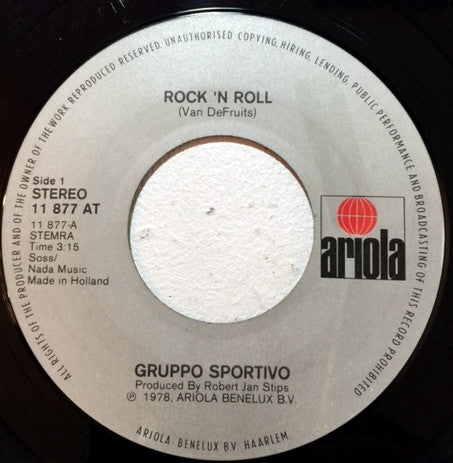 ALL RIGHTS OF THE PRODUCER AND OF THE OWNER OF THE WORK REPRODUCED RESERVED. UNAUTHORISED COPYING, HIRING, LENDING, PUBLIC PERFORMANCE AND BROADCASTING OF THIS RECORD PROHIBITED
ROCK 'N ROLL
(Van DeFruits)
Side 1
STEREO
11 877 AT
11 877-A
STEMRA
Time 3:15
Soss/
Nada Music
Made in Holland
ariola
GRUPPO SPORTIVO
Produced By Robert Jan Stips
℗ 1978, ARIOLA BENELUX B.V.
ARIOLA-BENELUX B.V. HAARLEM.